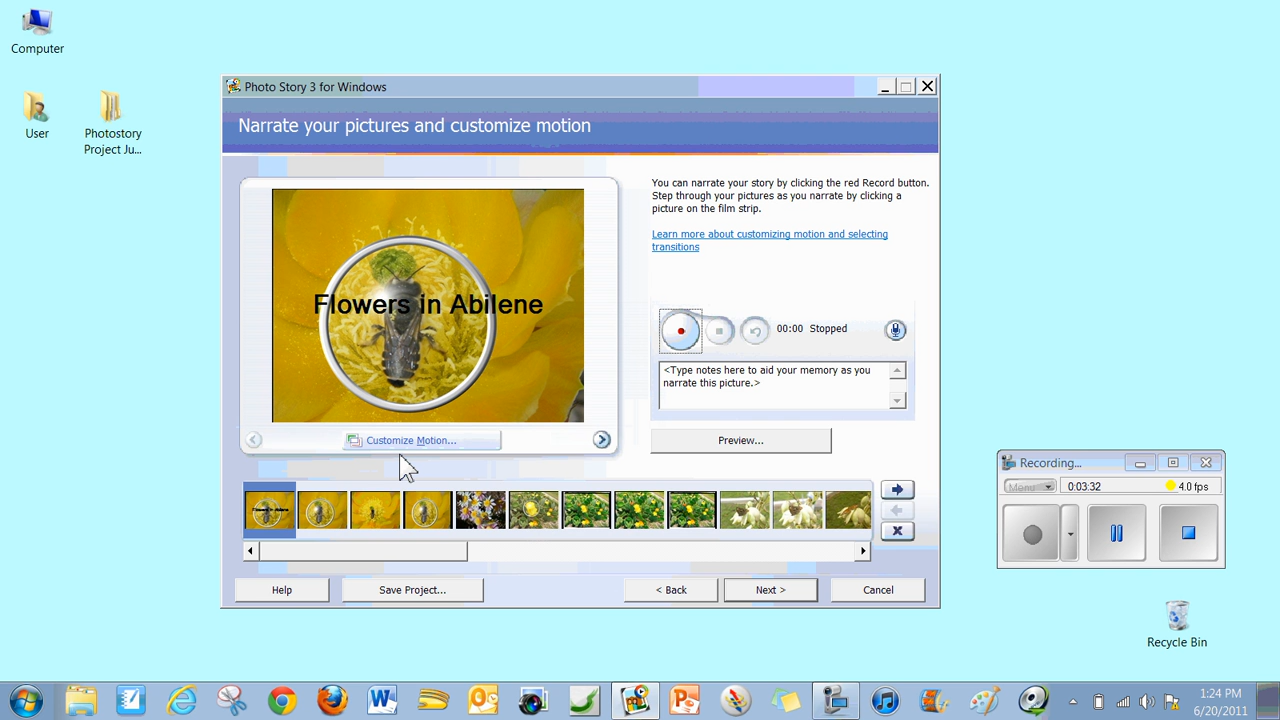 Computer
User
Photostory
Project Ju...
Photo Story 3 for Windows
Narrate your pictures and customize motion
Flowers in Abilene
Customize Motion...
You can narrate your story by clicking the red Record button.
Step through your pictures as you narrate by clicking a
picture on the film strip.
Learn more about customizing motion and selecting
transitions
00:00 Stopped
<Type notes here to aid your memory as you
narrate this picture.>
Preview...
Flowers in Abilene
Help
Save Project...
< Back
Next >
Cancel
Recording...
Menu
0:03:32
4.0 fps
Recycle Bin
1:24 PM
6/20/2011